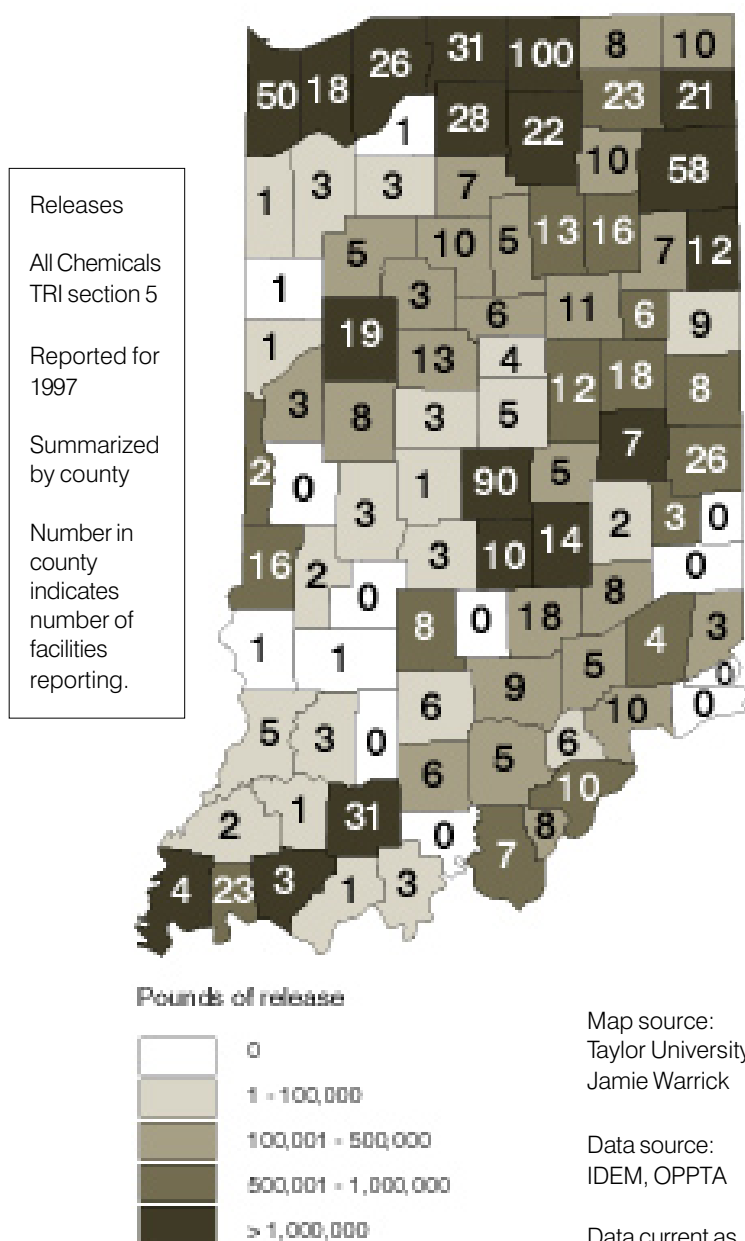 31 100 8 10
50 18 26 23 21
1 28 22
10 58
1 3 3 7
5 10 5 13 16 7 12
1 3
6 11 6 9
1 19 13 4
12 18 8
3 8 3 5
7 26
2 0 1 90 5
3 2 3 0
16 2 3 10 14
0 8 0
8 0 18 4 3
1 1 5 0
6 9 10 0
5 3 0 6
6 5 10
1 31
2 0 8
4 23 3 1 3 7
Releases
All Chemicals
TRI section 5
Reported for
1997
Summarized
by county
Number in
county
indicates
number of
facilities
reporting.
Pounds of release
0
1 - 100,000
100,001 - 500,000
500,001 - 1,000,000
> 1,000,000
Map source:
Taylor University
Jamie Warrick
Data source:
IDEM, OPPTA
Data current as